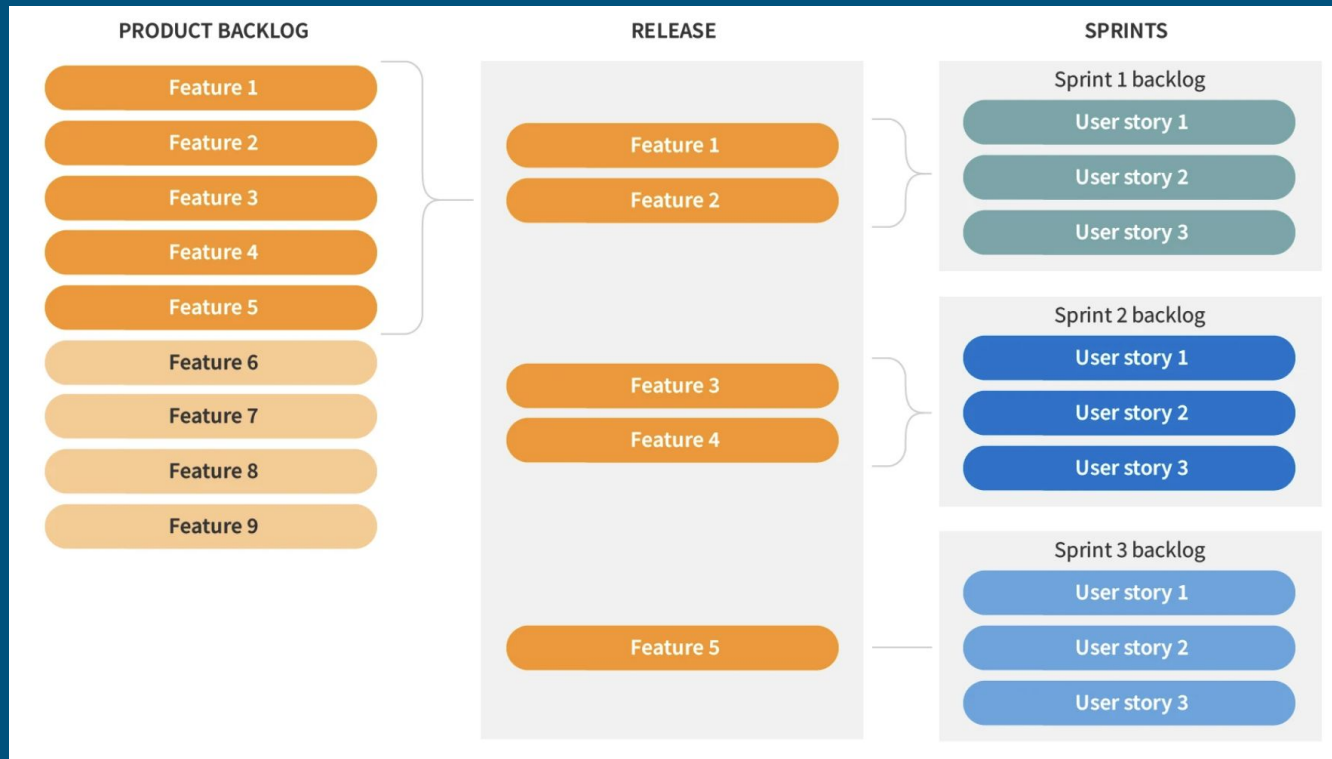 PRODUCT BACKLOG
Feature 1
Feature 2
Feature 3
Feature 4
Feature 5
Feature 6
Feature 7
Feature 8
Feature 9
RELEASE
Feature 1
Feature 2
Feature 3
Feature 4
Feature 5
SPRINTS
Sprint 1 backlog
User story 1
User story 2
User story 3
Sprint 2 backlog
User story 1
User story 2
User story 3
Sprint 3 backlog
User story 1
User story 2
User story 3